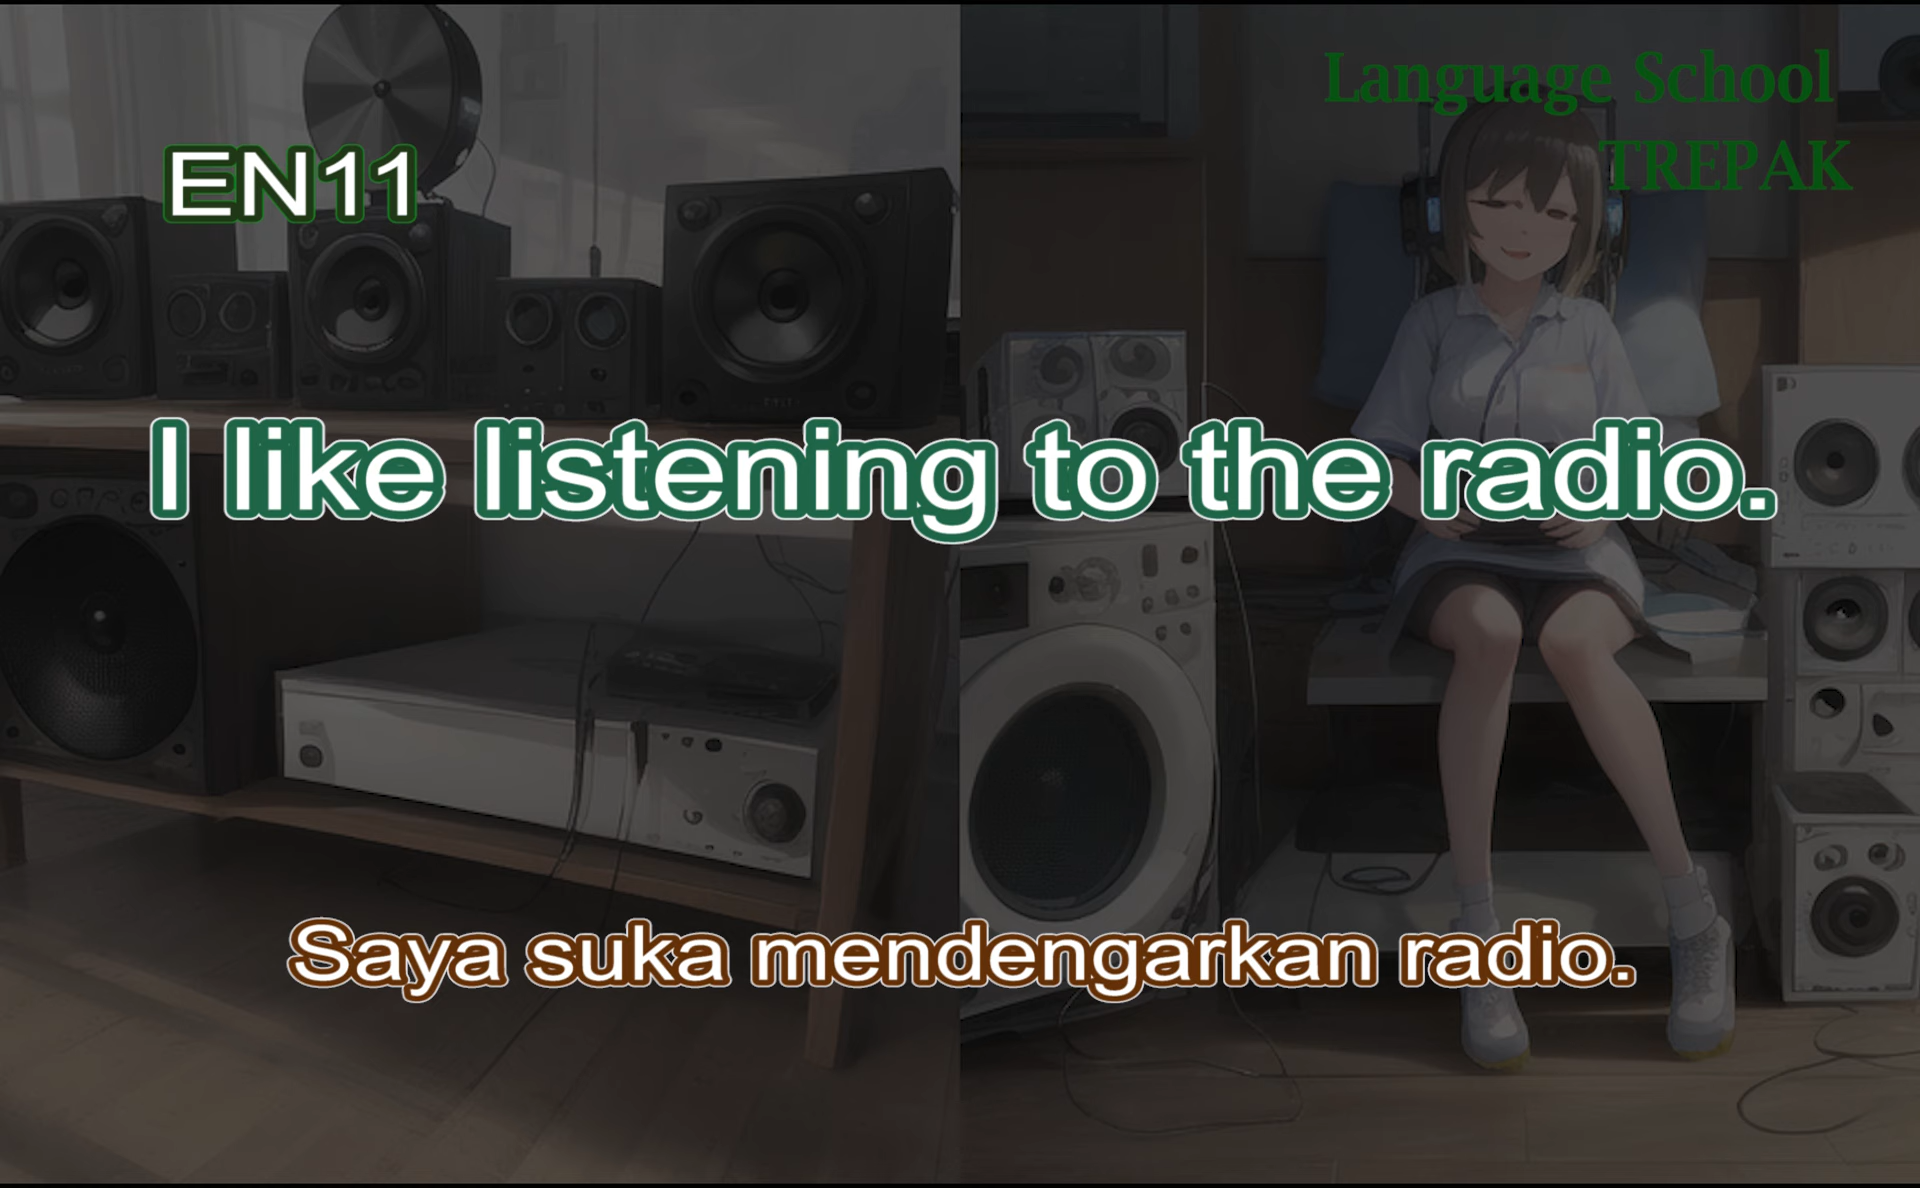 Language School
TREPAK
EN11
I like listening to the radio.
Saya suka mendengarkan radio.